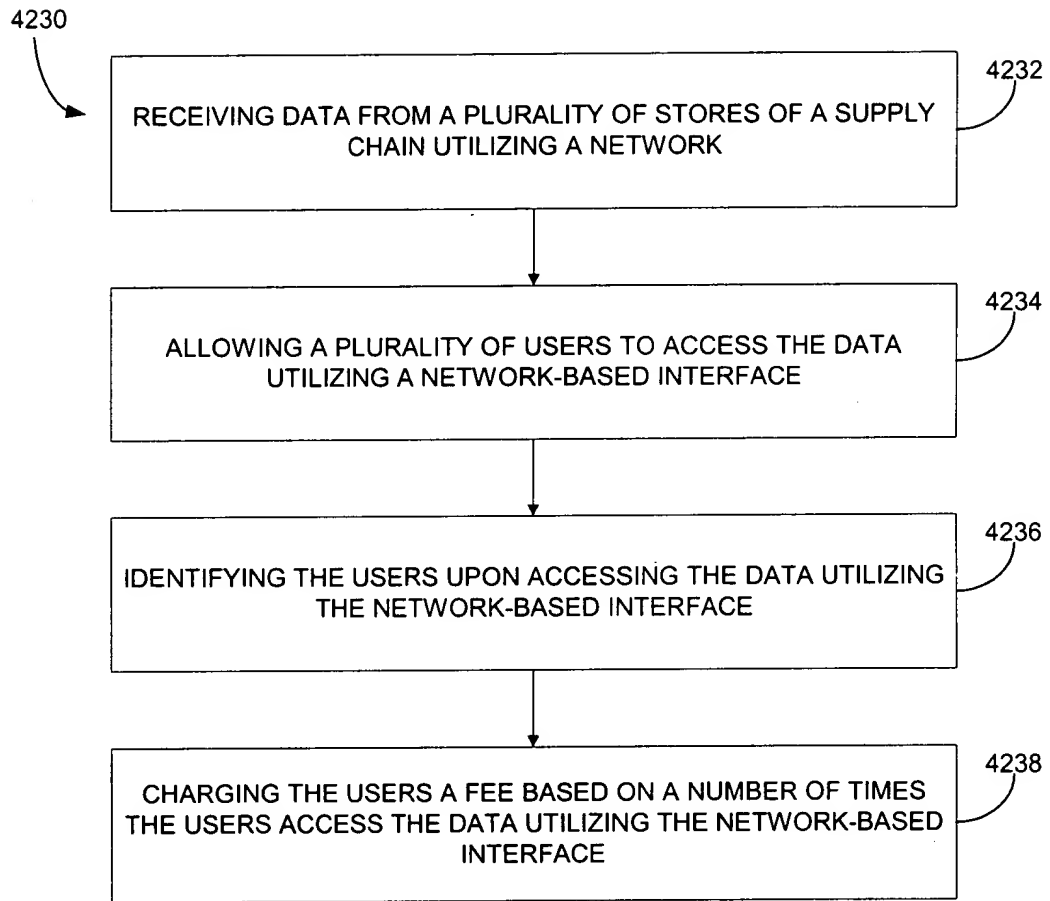 4230
4232
RECEIVING DATA FROM A PLURALITY OF STORES OF A SUPPLY
CHAIN UTILIZING A NETWORK
4234
ALLOWING A PLURALITY OF USERS TO ACCESS THE DATA
UTILIZING A NETWORK-BASED INTERFACE
4236
IDENTIFYING THE USERS UPON ACCESSING THE DATA UTILIZING
THE NETWORK-BASED INTERFACE
4238
CHARGING THE USERS A FEE BASED ON A NUMBER OF TIMES
THE USERS ACCESS THE DATA UTILIZING THE NETWORK-BASED
INTERFACE